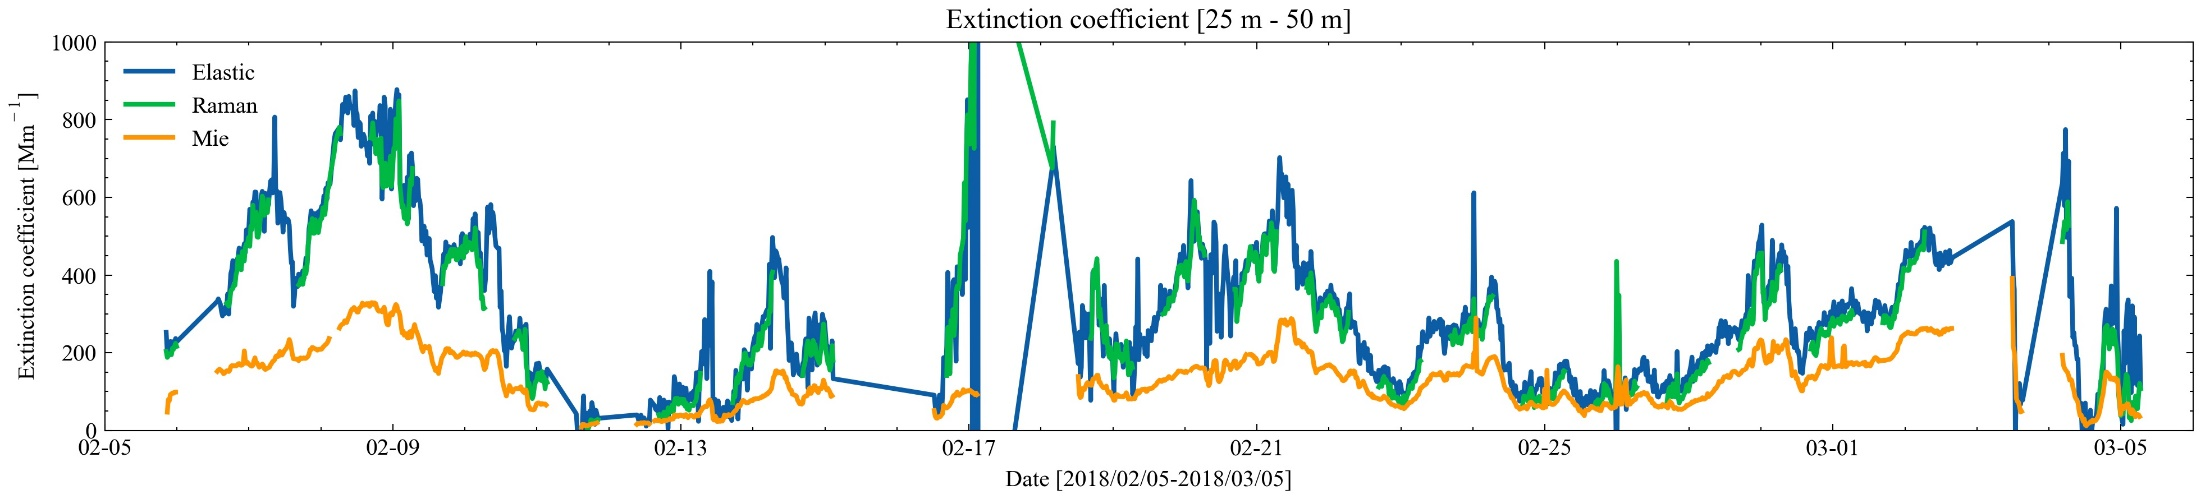 Extinction coefficient [25 m - 50 m]
Extinction coefficient [Mm⁻¹]
1000
800
600
400
200
0
Elastic
Raman
Mie
02-05 02-09 02-13 02-17 02-21 02-25 03-01 03-05
Date [2018/02/05-2018/03/05]